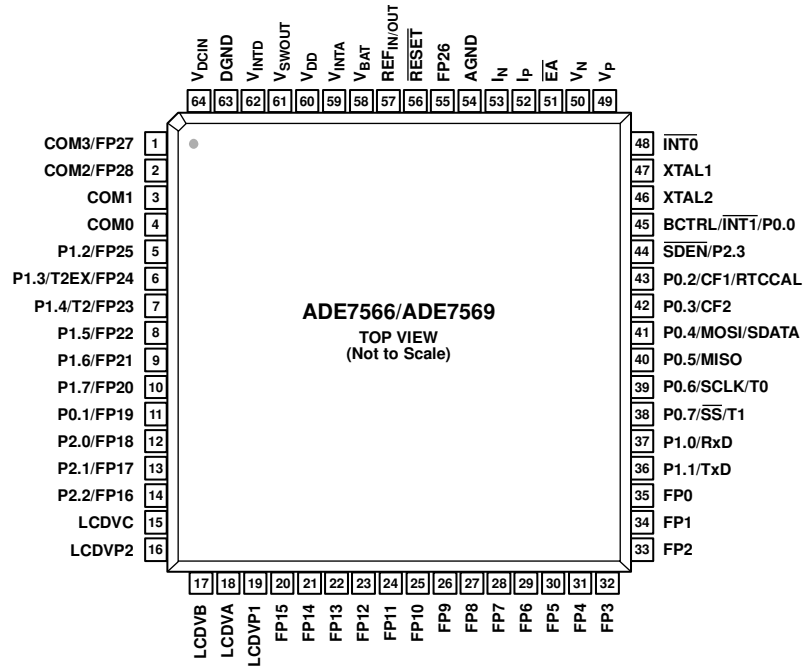 VDCIN
DGND
VINTD
VSWOUT
VDD
VINTA
VBAT
REFIN/OUT
RESET
FP26
AGND
IN
IP
EA
VN
VP
64 63 62 61 60 59 58 57 56 55 54 53 52 51 50 49
COM3/FP27 1
COM2/FP28 2
COM1 3
COM0 4
P1.2/FP25 5
P1.3/T2EX/FP24 6
P1.4/T2/FP23 7
P1.5/FP22 8
P1.6/FP21 9
P1.7/FP20 10
P0.1/FP19 11
P2.0/FP18 12
P2.1/FP17 13
P2.2/FP16 14
LCDVC 15
LCDVP2 16
ADE7566/ADE7569
TOP VIEW
(Not to Scale)
48 INT0
47 XTAL1
46 XTAL2
45 BCTRL/INT1/P0.0
44 SDEN/P2.3
43 P0.2/CF1/RTCCAL
42 P0.3/CF2
41 P0.4/MOSI/SDATA
40 P0.5/MISO
39 P0.6/SCLK/T0
38 P0.7/SS/T1
37 P1.0/RxD
36 P1.1/TxD
35 FP0
34 FP1
33 FP2
17 18 19 20 21 22 23 24 25 26 27 28 29 30 31 32
LCDVB
LCDVA
LCDVP1
FP15
FP14
FP13
FP12
FP11
FP10
FP9
FP8
FP7
FP6
FP5
FP4
FP3